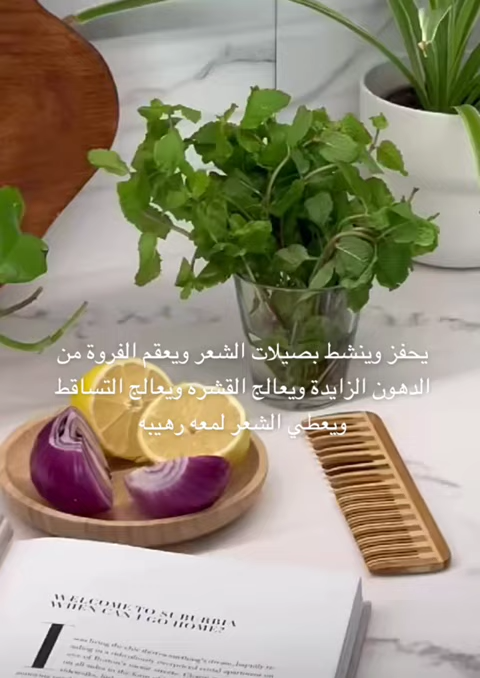 يحفز وينشط بصيلات الشعر ويعقم الفروة من
الدهون الزايدة ويعالج القشره ويعالج التساقط
ويعطي الشعر لمعه رهيبه
WELCOME TO SUBURBIA
WHEN CAN I GO HOME?